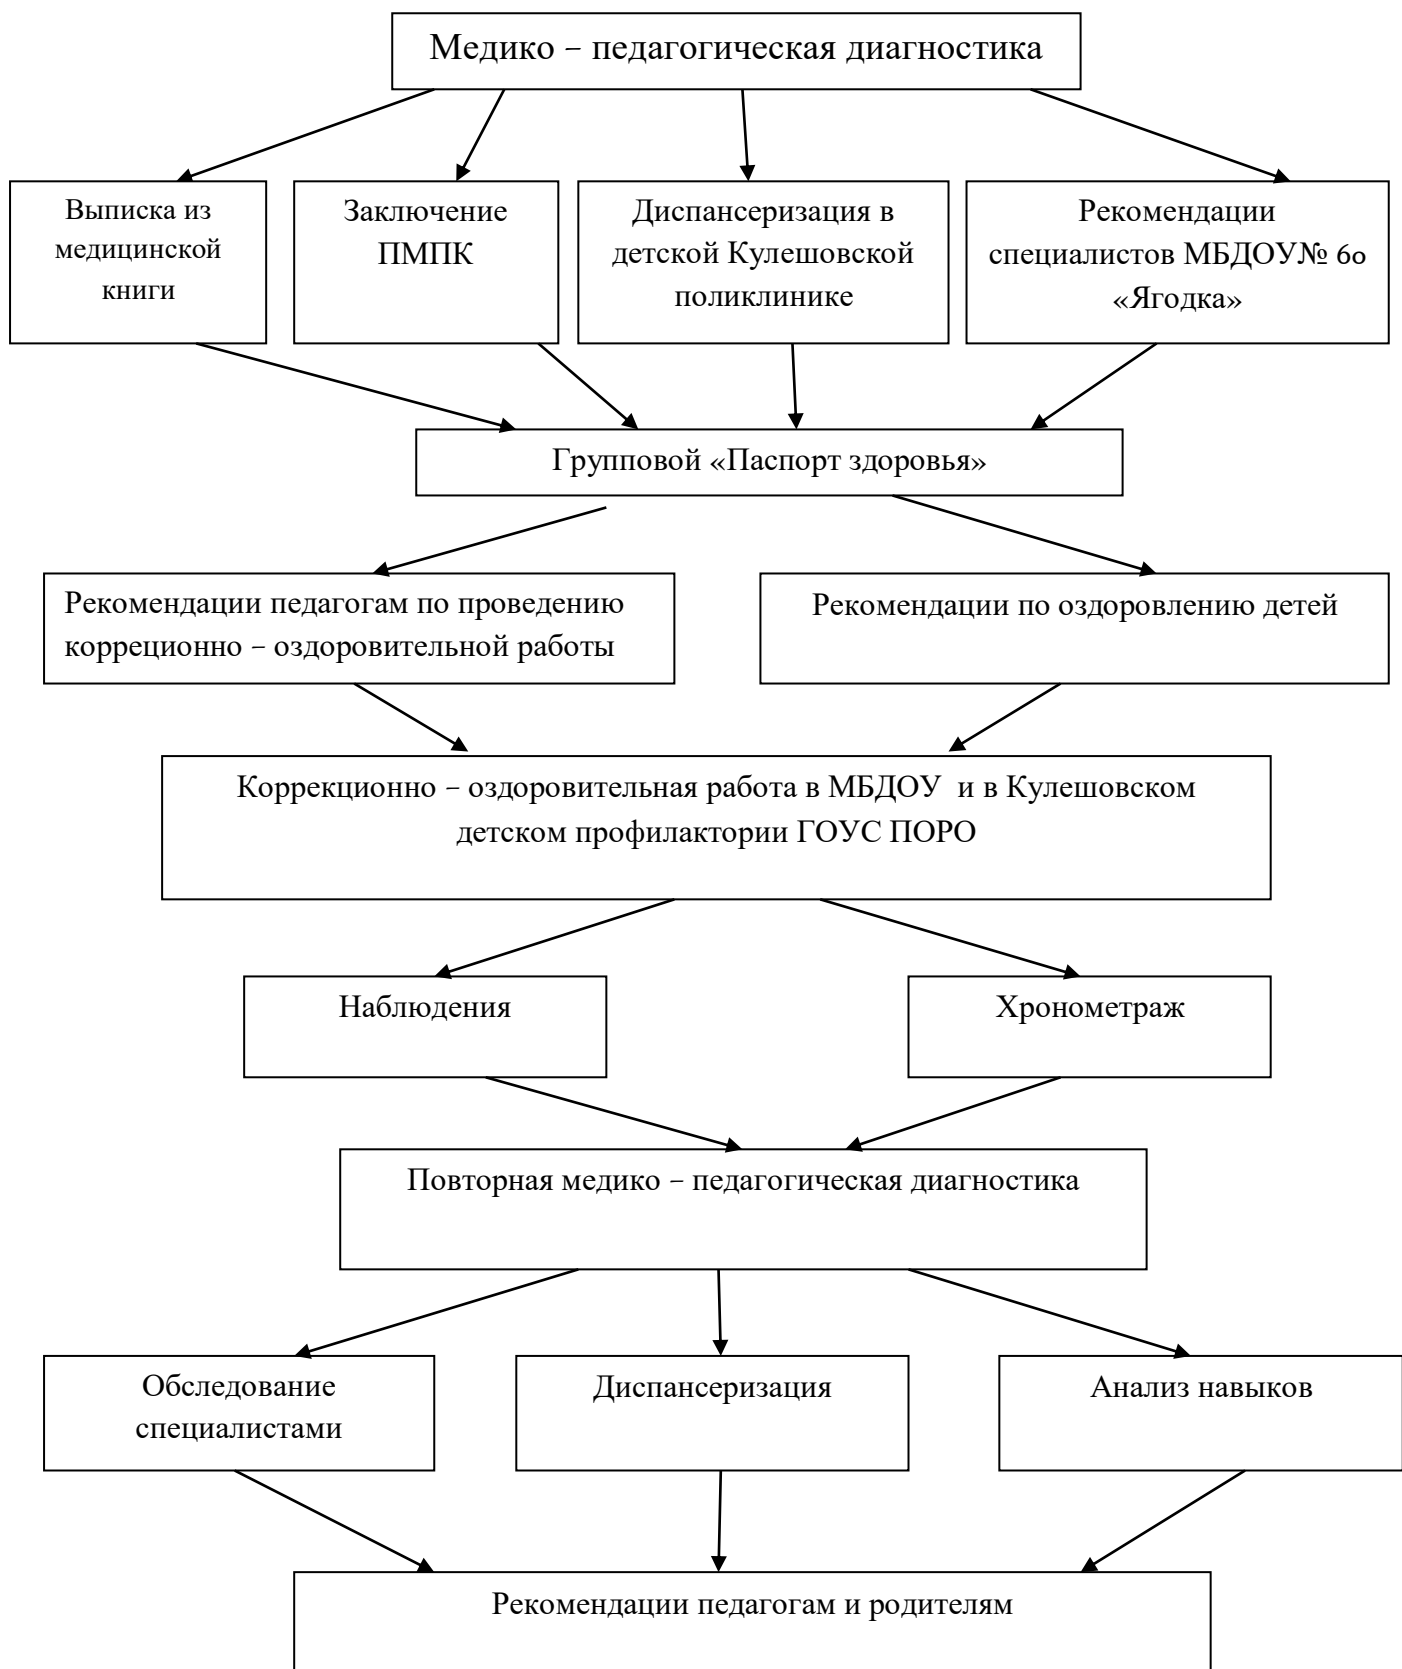 Медико – педагогическая диагностика
Выписка из
медицинской
книги
Заключение
ПМПК
Диспансеризация в
детской Кулешовской
поликлинике
Рекомендации
специалистов МБДОУ№ 60
«Ягодка»
Групповой «Паспорт здоровья»
Рекомендации педагогам по проведению
корреционно – оздоровительной работы
Рекомендации по оздоровлению детей
Коррекционно – оздоровительная работа в МБДОУ  и в Кулешовском
детском профилактории ГОУС ПОРО
Наблюдения
Хронометраж
Повторная медико – педагогическая диагностика
Обследование
специалистами
Диспансеризация
Анализ навыков
Рекомендации педагогам и родителям